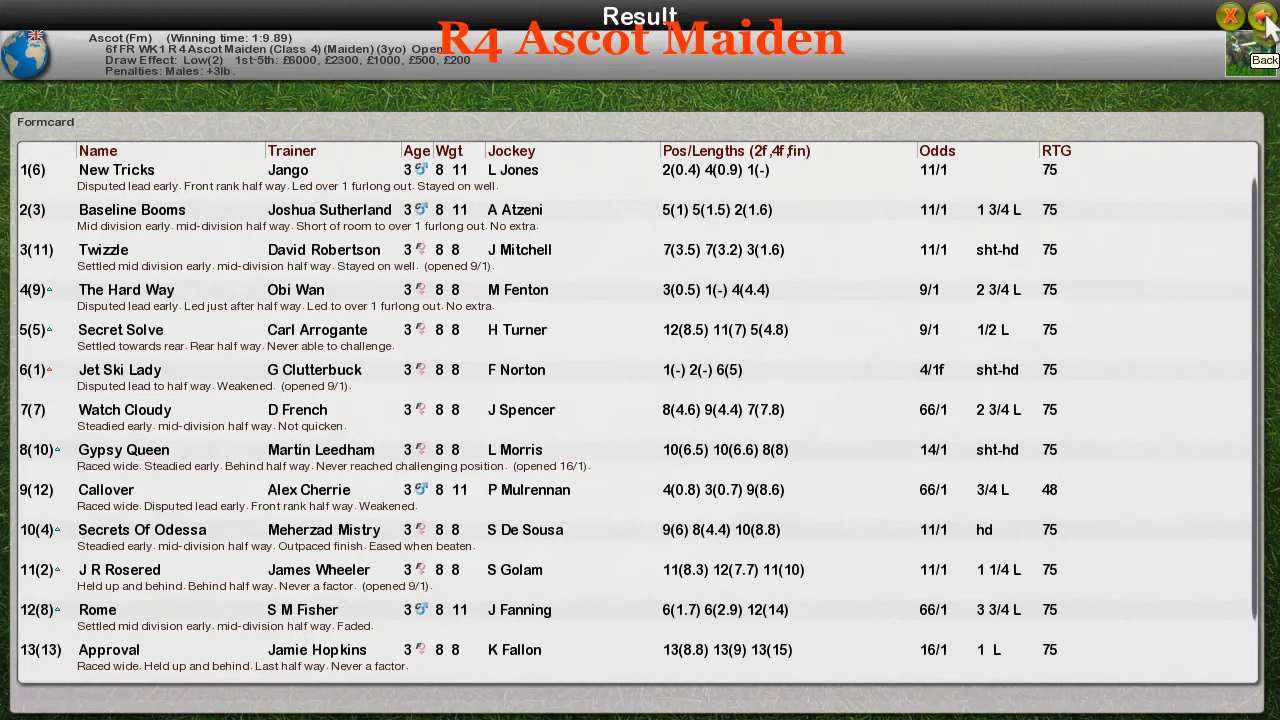 Result
R4 Ascot Maiden
Ascot (Fm) (Winning time: 1:9.89)
6f FR WK1 R4 Ascot Maiden (Class 4) (Maiden) (3yo) Open
Draw Effect: Low(2) 1st-5th: £6000, £2300, £1000, £500, £200
Penalties: Males: +3lb.
Back
Formcard
Name Trainer Age Wgt Jockey Pos/Lengths (2f,4f,fin) Odds RTG
1(6) New Tricks Jango 3 8 11 L Jones 2(0.4) 4(0.9) 1(-) 11/1 75
Disputed lead early. Front rank half way. Led over 1 furlong out. Stayed on well.
2(3) Baseline Booms Joshua Sutherland 3 8 11 A Atzeni 5(1) 5(1.5) 2(1.6) 11/1 1 3/4 L 75
Mid division early. mid-division half way. Short of room to over 1 furlong out. No extra.
3(11) Twizzle David Robertson 3 8 8 J Mitchell 7(3.5) 7(3.2) 3(1.6) 11/1 sht-hd 75
Settled mid division early. mid-division half way. Stayed on well. (opened 9/1).
4(9) The Hard Way Obi Wan 3 8 8 M Fenton 3(0.5) 1(-) 4(4.4) 9/1 2 3/4 L 75
Disputed lead early. Led just after half way. Led to over 1 furlong out. No extra.
5(5) Secret Solve Carl Arrogante 3 8 8 H Turner 12(8.5) 11(7) 5(4.8) 9/1 1/2 L 75
Settled towards rear. Rear half way. Never able to challenge.
6(1) Jet Ski Lady G Clutterbuck 3 8 8 F Norton 1(-) 2(-) 6(5) 4/1f sht-hd 75
Disputed lead to half way. Weakened. (opened 9/1).
7(7) Watch Cloudy D French 3 8 8 J Spencer 8(4.6) 9(4.4) 7(7.8) 66/1 2 3/4 L 75
Steadied early. mid-division half way. Not quicken.
8(10) Gypsy Queen Martin Leedham 3 8 8 L Morris 10(6.5) 10(6.6) 8(8) 14/1 sht-hd 75
Raced wide. Steadied early. Behind half way. Never reached challenging position. (opened 16/1).
9(12) Callover Alex Cherrie 3 8 11 P Mulrennan 4(0.8) 3(0.7) 9(8.6) 66/1 3/4 L 48
Raced wide. Disputed lead early. Front rank half way. Weakened.
10(4) Secrets Of Odessa Meherzad Mistry 3 8 8 S De Sousa 9(6) 8(4.4) 10(8.8) 11/1 hd 75
Steadied early. mid-division half way. Outpaced finish. Eased when beaten.
11(2) J R Rosered James Wheeler 3 8 8 S Golam 11(8.3) 12(7.7) 11(10) 11/1 1 1/4 L 75
Held up and behind. Behind half way. Never a factor. (opened 9/1).
12(8) Rome S M Fisher 3 8 11 J Fanning 6(1.7) 6(2.9) 12(14) 66/1 3 3/4 L 75
Settled mid division early. mid-division half way. Faded.
13(13) Approval Jamie Hopkins 3 8 8 K Fallon 13(8.8) 13(9) 13(15) 16/1 1 L 75
Raced wide. Held up and behind. Last half way. Never a factor.